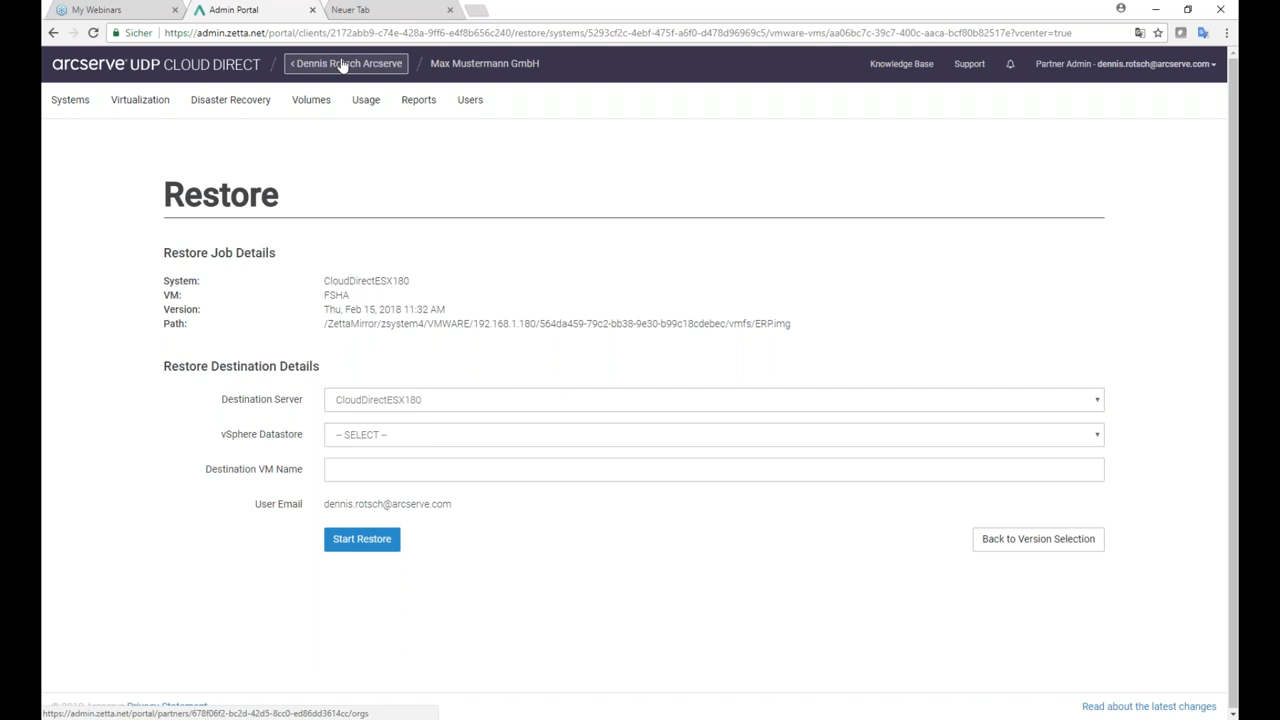 My Webinars
Admin Portal
Neuer Tab
Sicher
https://admin.zetta.net/portal/clients/2172abb9-c74e-428a-9ff6-e4f8b656c240/restore/systems/5293cf2c-4ebf-475f-a6f0-d478d96969c5/vmware-vms/aa06bc7c-39c7-400c-aaca-bcf80b82517e?vcenter=true
arcserve® UDP CLOUD DIRECT / < Dennis Rotsch Arcserve / Max Mustermann GmbH
Knowledge Base Support Partner Admin - dennis.rotsch@arcserve.com
Systems Virtualization Disaster Recovery Volumes Usage Reports Users
Restore
Restore Job Details
System: CloudDirectESX180
VM: FSHA
Version: Thu, Feb 15, 2018 11:32 AM
Path: /ZettaMirror/zsystem4/VMWARE/192.168.1.180/564da459-79c2-bb38-9e30-b99c18cdebec/vmfs/ERP.img
Restore Destination Details
Destination Server CloudDirectESX180
vSphere Datastore -- SELECT --
Destination VM Name
User Email dennis.rotsch@arcserve.com
Start Restore Back to Version Selection
Privacy Statement
https://admin.zetta.net/portal/partners/678f06f2-bc2d-42d5-8cc0-ed86dd3614cc/orgs
Read about the latest changes